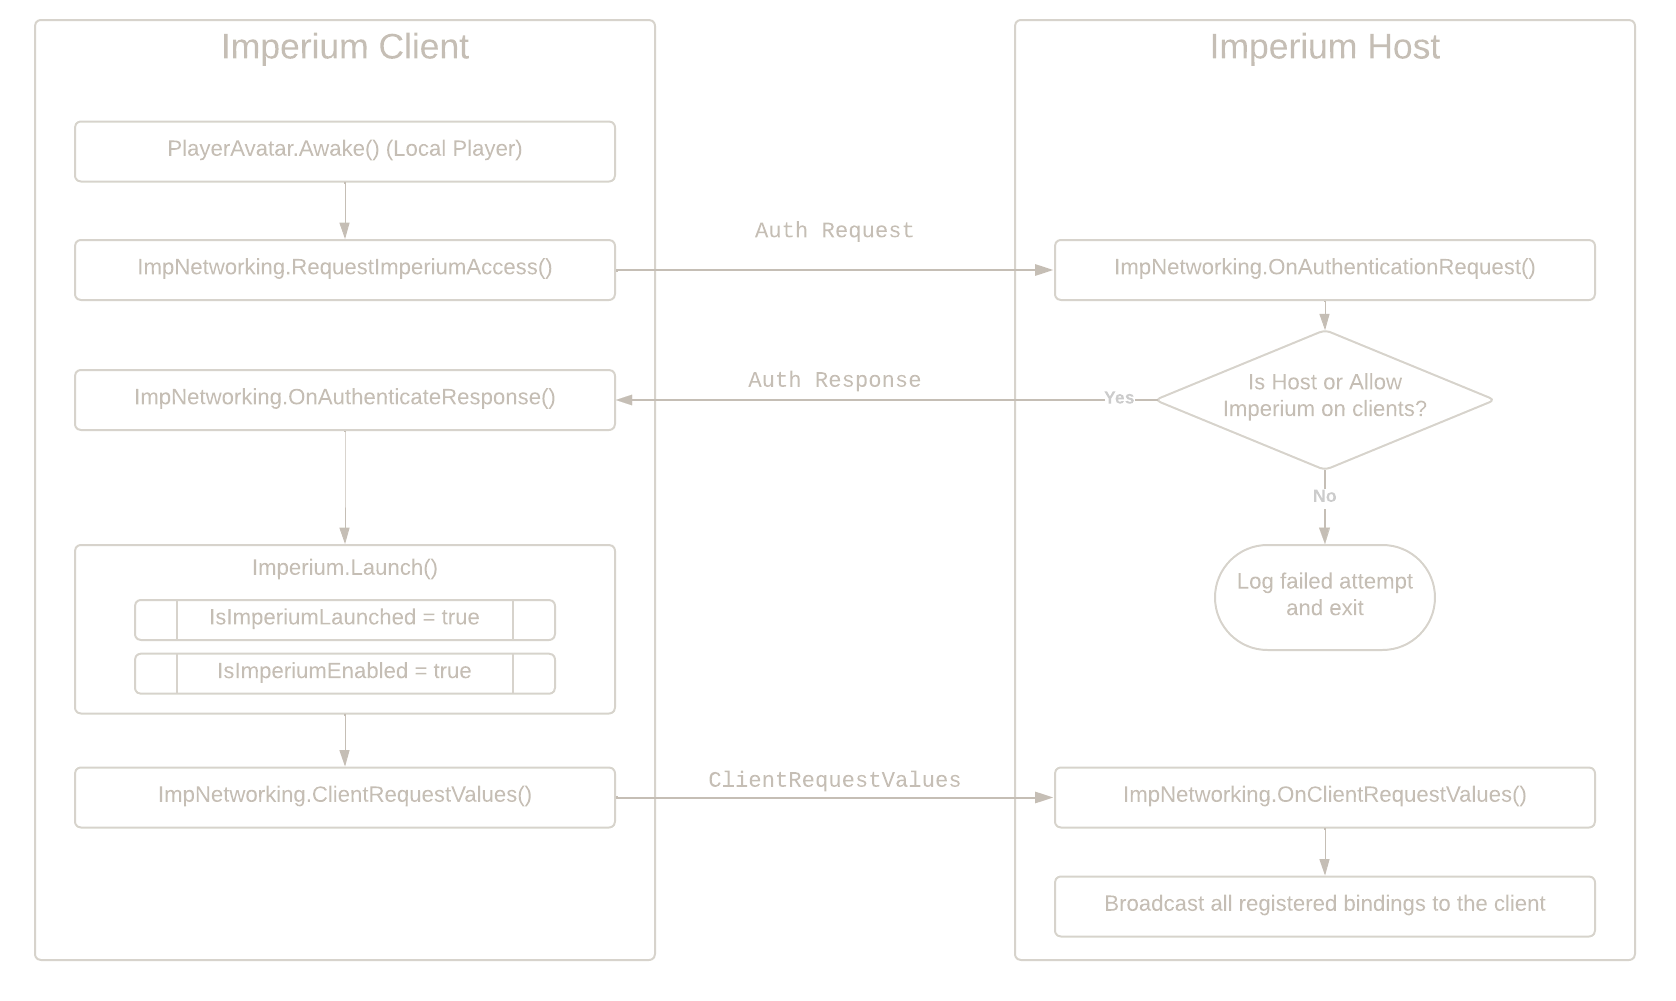 Imperium Client
Imperium Host
PlayerAvatar.Awake() (Local Player)
Auth Request
ImpNetworking.RequestImperiumAccess()
ImpNetworking.OnAuthenticationRequest()
Is Host or Allow
Imperium on clients?
Auth Response
Yes
ImpNetworking.OnAuthenticateResponse()
No
Log failed attempt
and exit
Imperium.Launch()
IsImperiumLaunched = true
IsImperiumEnabled = true
ImpNetworking.ClientRequestValues()
ClientRequestValues
ImpNetworking.OnClientRequestValues()
Broadcast all registered bindings to the client